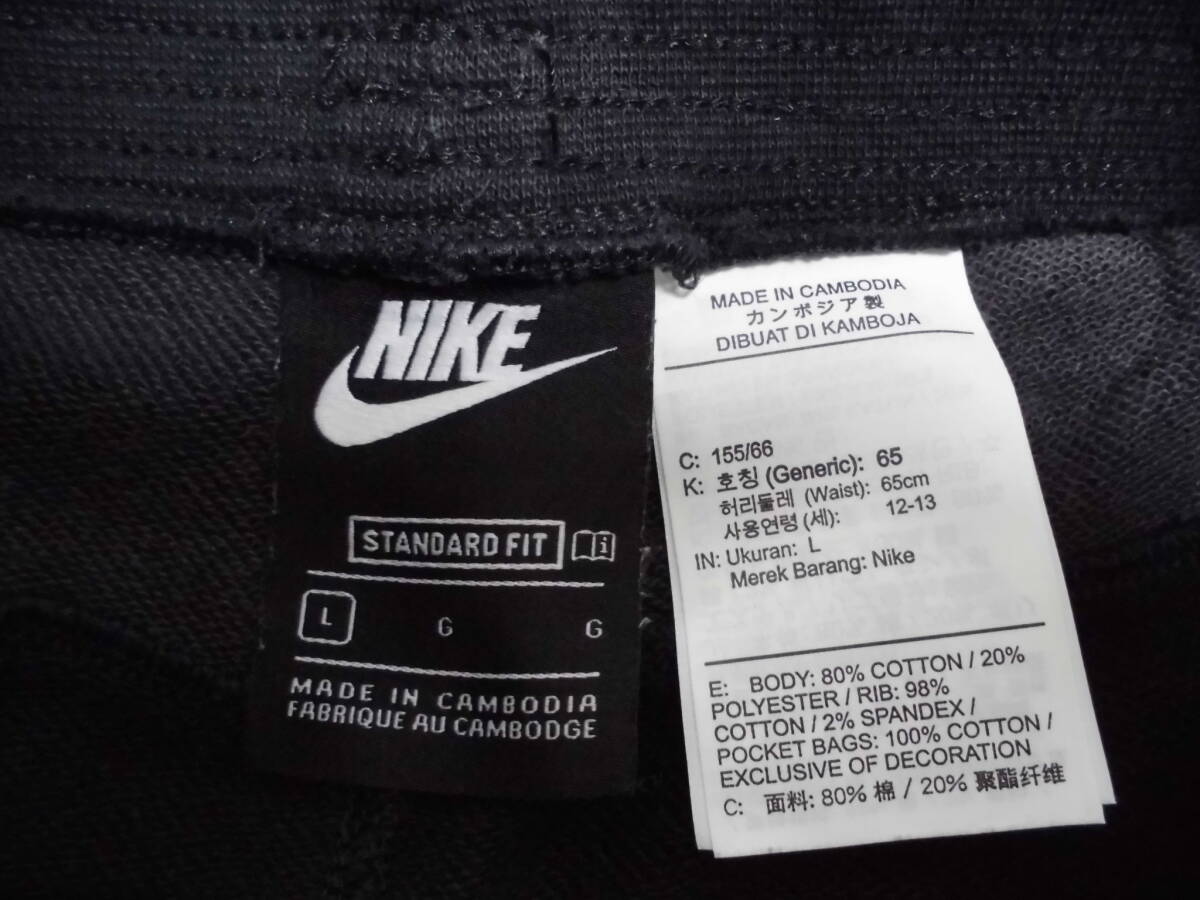 NIKE
STANDARD FIT
L G G
MADE IN CAMBODIA
FABRIQUE AU CAMBODGE
MADE IN CAMBODIA
カンボジア製
DIBUAT DI KAMBOJA
C: 155/66
K: 호칭 (Generic): 65
허리둘레 (Waist): 65cm
사용연령 (세): 12-13
IN: Ukuran: L
Merek Barang: Nike
E: BODY: 80% COTTON / 20%
POLYESTER / RIB: 98%
COTTON / 2% SPANDEX /
POCKET BAGS: 100% COTTON /
EXCLUSIVE OF DECORATION
C: 面料: 80% 棉 / 20% 聚酯纤维